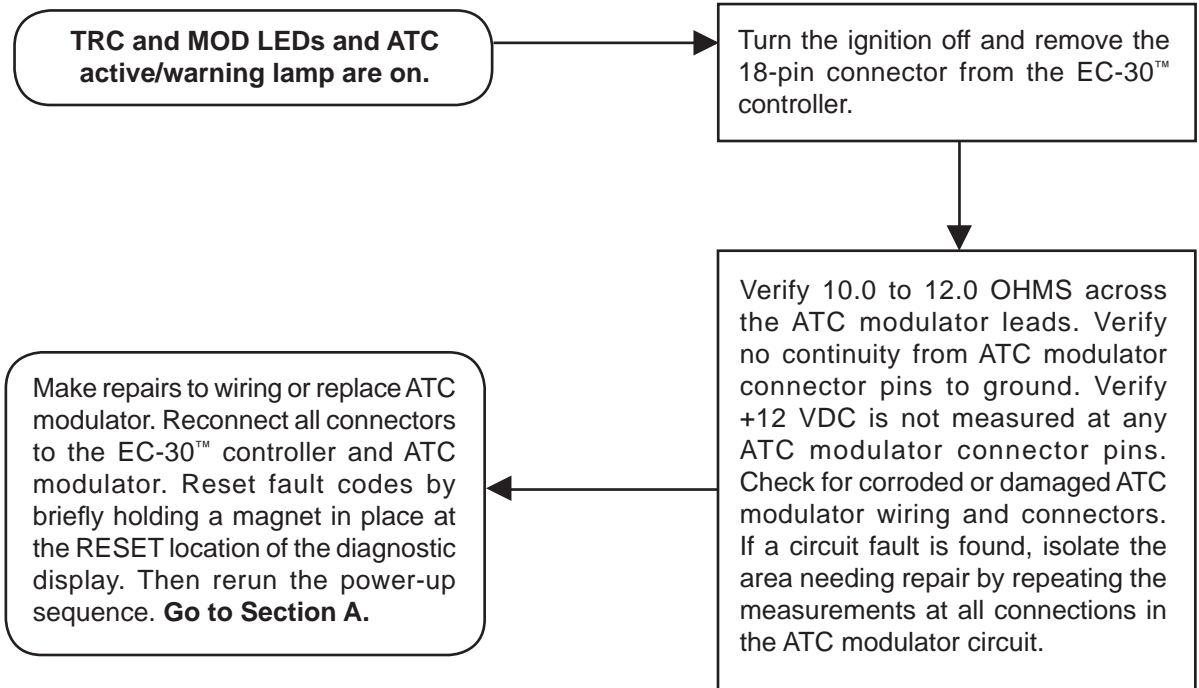 TRC and MOD LEDs and ATC
active/warning lamp are on.
Turn the ignition off and remove the
18-pin connector from the EC-30™
controller.
Verify 10.0 to 12.0 OHMS across
the ATC modulator leads. Verify
no continuity from ATC modulator
connector pins to ground. Verify
+12 VDC is not measured at any
ATC modulator connector pins.
Check for corroded or damaged ATC
modulator wiring and connectors.
If a circuit fault is found, isolate the
area needing repair by repeating the
measurements at all connections in
the ATC modulator circuit.
Make repairs to wiring or replace ATC
modulator. Reconnect all connectors
to the EC-30™ controller and ATC
modulator. Reset fault codes by
briefly holding a magnet in place at
the RESET location of the diagnostic
display. Then rerun the power-up
sequence. Go to Section A.